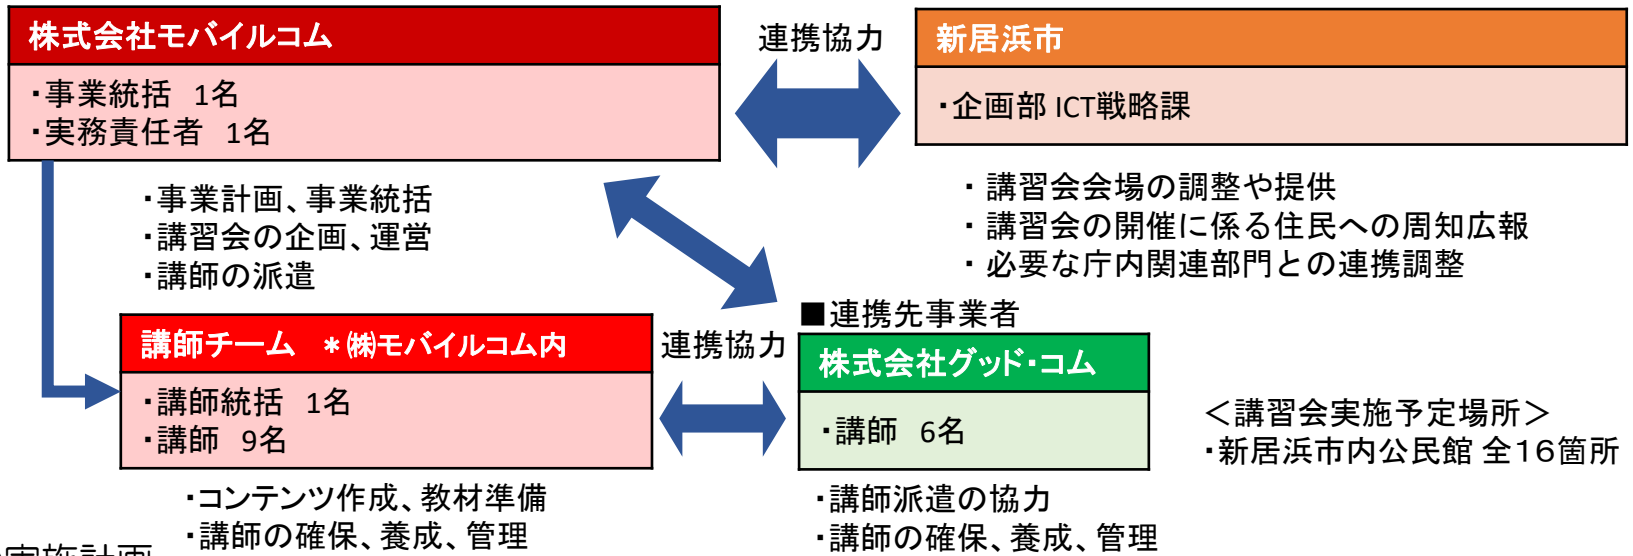 株式会社モバイルコム
・事業統括 1名
・実務責任者 1名
連携協力
新居浜市
・企画部 ICT戦略課
・事業計画、事業統括
・講習会の企画、運営
・講師の派遣
・ 講習会会場の調整や提供
・ 講習会の開催に係る住民への周知広報
・ 必要な庁内関連部門との連携調整
講師チーム ＊㈱モバイルコム内
・講師統括 1名
・講師 9名
連携協力
■連携先事業者
株式会社グッド・コム
・講師 6名
＜講習会実施予定場所＞
・新居浜市内公民館 全１６箇所
・コンテンツ作成、教材準備
・講師の確保、養成、管理
・講師派遣の協力
・講師の確保、養成、管理
実施計画